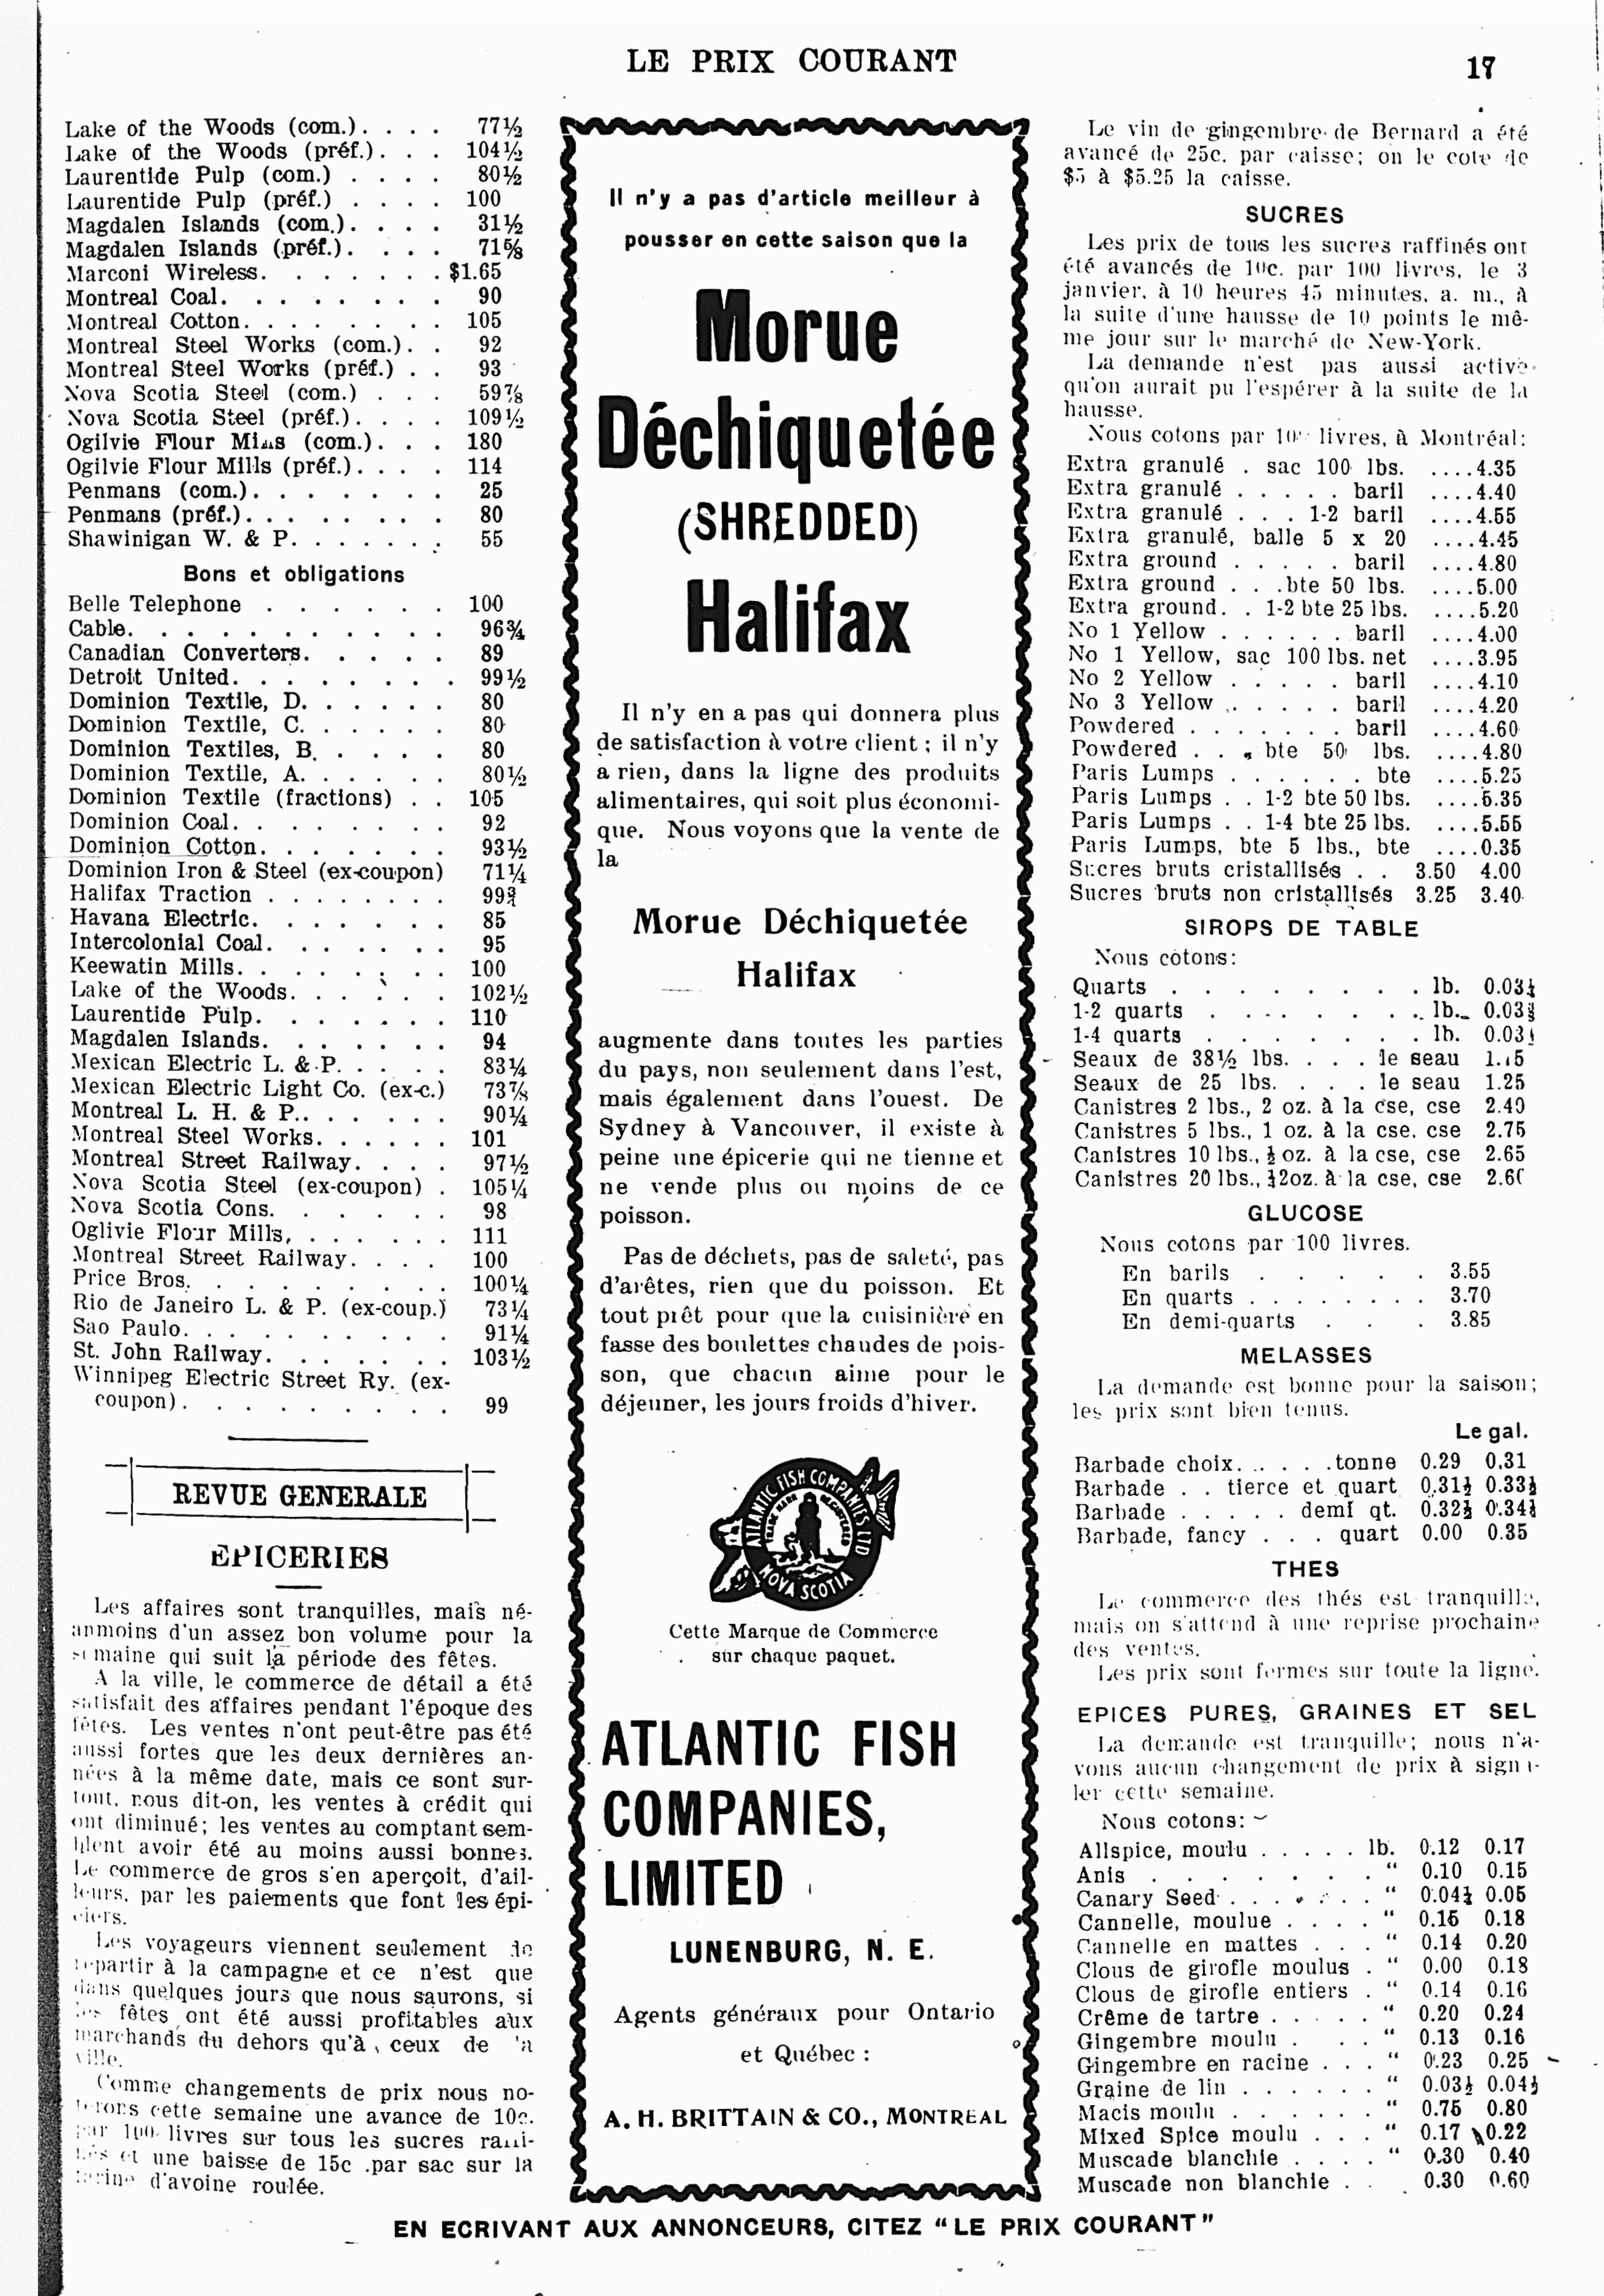 LE PRIX COURANT
17
Lake of the Woods (com.). . . . 77½
Lake of the Woods (préf.). . . 104½
Laurentide Pulp (com.) . . . . 80½
Laurentide Pulp (préf.) . . . . 100
Magdalen Islands (com.). . . . 31½
Magdalen Islands (préf.). . . . 71⅝
Marconi Wireless. . . . . . . $1.65
Montreal Coal. . . . . . . . 90
Montreal Cotton. . . . . . . . 105
Montreal Steel Works (com.). . 92
Montreal Steel Works (préf.) . . 93
Nova Scotia Steel (com.) . . . 59⅞
Nova Scotia Steel (préf.). . . . 109½
Ogilvie Flour Mills (com.). . . 180
Ogilvie Flour Mills (préf.). . . . 114
Penmans (com.). . . . . . . 25
Penmans (préf.). . . . . . . . 80
Shawinigan W. & P. . . . . . . 55
Bons et obligations
Belle Telephone . . . . . . 100
Cable. . . . . . . . . . . 96¾
Canadian Converters. . . . . 89
Detroit United. . . . . . . . 99½
Dominion Textile, D. . . . . . 80
Dominion Textile, C. . . . . . 80
Dominion Textiles, B. . . . . 80
Dominion Textile, A. . . . . . 80½
Dominion Textile (fractions) . . 105
Dominion Coal. . . . . . . . 92
Dominion Cotton. . . . . . . 93½
Dominion Iron & Steel (ex-coupon) 71¼
Halifax Traction . . . . . . . . 99¾
Havana Electric. . . . . . . 85
Intercolonial Coal. . . . . . . 95
Keewatin Mills. . . . . . . . 100
Lake of the Woods. . . . . . 102½
Laurentide Pulp. . . . . . . 110
Magdalen Islands. . . . . . . 94
Mexican Electric L. & P. . . . . 83¼
Mexican Electric Light Co. (ex-c.) 73⅞
Montreal L. H. & P.. . . . . . 90¼
Montreal Steel Works. . . . . . 101
Montreal Street Railway. . . . 97½
Nova Scotia Steel (ex-coupon) . 105¼
Nova Scotia Cons. . . . . . 98
Oglivie Flour Mills, . . . . . . 111
Montreal Street Railway. . . . 100
Price Bros. . . . . . . . . . 100¼
Rio de Janeiro L. & P. (ex-coup.) 73¼
Sao Paulo. . . . . . . . . . 91¼
St. John Railway. . . . . . . 103½
Winnipeg Electric Street Ry. (ex-
coupon). . . . . . . . . 99
REVUE GENERALE
EPICERIES
Les affaires sont tranquilles, mais né-
anmoins d'un assez bon volume pour la
semaine qui suit la période des fêtes.
A la ville, le commerce de détail a été
satisfait des affaires pendant l'époque des
fêtes. Les ventes n'ont peut-être pas été
aussi fortes que les deux dernières an-
nées à la même date, mais ce sont sur-
tout, nous dit-on, les ventes à crédit qui
ont diminué; les ventes au comptant sem-
blent avoir été au moins aussi bonnes.
Le commerce de gros s'en aperçoit, d'ail-
leurs, par les paiements que font les épi-
ciers.
Les voyageurs viennent seulement de
repartir à la campagne et ce n'est que
dans quelques jours que nous saurons, si
les fêtes ont été aussi profitables aux
marchands du dehors qu'à ceux de la
ville.
Comme changements de prix nous no-
terons cette semaine une avance de 10c.
par 100 livres sur tous les sucres raffi-
nés et une baisse de 15c .par sac sur la
farine d'avoine roulée.
Il n'y a pas d'article meilleur à
pousser en cette saison que la
Morue
Déchiquetée
(SHREDDED)
Halifax
Il n'y en a pas qui donnera plus
de satisfaction à votre client ; il n'y
a rien, dans la ligne des produits
alimentaires, qui soit plus économi-
que. Nous voyons que la vente de
la
Morue Déchiquetée
Halifax
augmente dans toutes les parties
du pays, non seulement dans l'est,
mais également dans l'ouest. De
Sydney à Vancouver, il existe à
peine une épicerie qui ne tienne et
ne vende plus ou moins de ce
poisson.
Pas de déchets, pas de saleté, pas
d'arêtes, rien que du poisson. Et
tout prêt pour que la cuisinière en
fasse des boulettes chaudes de pois-
son, que chacun aime pour le
déjeuner, les jours froids d'hiver.
ATLANTIC FISH COMPANIES LTD
TRADE MARK REGISTERED
NOVA SCOTIA
Cette Marque de Commerce
sur chaque paquet.
ATLANTIC FISH
COMPANIES,
LIMITED
LUNENBURG, N. E.
Agents généraux pour Ontario
et Québec :
A. H. BRITTAIN & CO., MONTREAL
Le vin de gingembre de Bernard a été
avancé de 25c. par caisse; on le cote de
$5 à $5.25 la caisse.
SUCRES
Les prix de tous les sucres raffinés ont
été avancés de 10c. par 100 livres, le 3
janvier, à 10 heures 45 minutes, a. m., à
la suite d'une hausse de 10 points le mê-
me jour sur le marché de New-York.
La demande n'est pas aussi active
qu'on aurait pu l'espérer à la suite de la
hausse.
Nous cotons par 100 livres, à Montréal:
Extra granulé . sac 100 lbs. ....4.35
Extra granulé . . . . . baril ....4.40
Extra granulé . . . 1-2 baril ....4.55
Extra granulé, balle 5 x 20 ....4.45
Extra ground . . . . . baril ....4.80
Extra ground . . .bte 50 lbs. ....5.00
Extra ground. . 1-2 bte 25 lbs. ....5.20
No 1 Yellow . . . . . . baril ....4.00
No 1 Yellow, sac 100 lbs. net ....3.95
No 2 Yellow . . . . . baril ....4.10
No 3 Yellow . . . . . baril ....4.20
Powdered . . . . . . . baril ....4.60
Powdered . . . bte 50 lbs. ....4.80
Paris Lumps . . . . . . bte ....5.25
Paris Lumps . . 1-2 bte 50 lbs. ....5.35
Paris Lumps . . 1-4 bte 25 lbs. ....5.55
Paris Lumps, bte 5 lbs., bte ....0.35
Sucres bruts cristallisés . . 3.50 4.00
Sucres bruts non cristallisés 3.25 3.40
SIROPS DE TABLE
Nous cotons:
Quarts . . . . . . . . . lb.
1-2 quarts . . . . . . . . lb.
1-4 quarts . . . . . . . . lb.
Seaux de 38½ lbs. . . . . le seau
Seaux de 25 lbs. . . . . le seau 1.25
Canistres 2 lbs., 2 oz. à la cse, cse 2.40
Canistres 5 lbs., 1 oz. à la cse. cse 2.75
Canistres 10 lbs., ½ oz. à la cse, cse 2.65
Canistres 20 lbs., à la cse, cse
GLUCOSE
Nous cotons par 100 livres.
En barils . . . . . 3.55
En quarts . . . . . . . . 3.70
En demi-quarts . . . 3.85
MELASSES
La demande est bonne pour la saison;
les prix sont bien tenus.
Le gal.
Barbade choix. . . . . .tonne 0.29 0.31
Barbade . . tierce et quart 0.31½ 0.33½
Barbade . . . . . demi qt. 0.32½ 0.34½
Barbade, fancy . . . quart 0.00 0.35
THES
Le commerce des thés est tranquille,
mais on s'attend à une reprise prochaine
des ventes.
Les prix sont fermes sur toute la ligne.
EPICES PURES, GRAINES ET SEL
La demande est tranquille; nous n'a-
vons aucun changement de prix à signa-
ler cette semaine.
Nous cotons:
Allspice, moulu . . . . . lb. 0.12 0.17
Anis . . . . . . . " 0.10 0.15
Canary Seed . . . . . . " 0.04½ 0.05
Cannelle, moulue . . . . " 0.15 0.18
Cannelle en mattes . . . " 0.14 0.20
Clous de girofle moulus . " 0.00 0.18
Clous de girofle entiers . " 0.14 0.16
Crême de tartre . . . . . " 0.20 0.24
Gingembre moulu . . . " 0.13 0.16
Gingembre en racine . . . " 0.23 0.25
Graine de lin . . . . . . " 0.03½ 0.04½
Macis moulu . . . . . . . " 0.75 0.80
Mixed Spice moulu . . . " 0.17 0.22
Muscade blanchie . . . . " 0.30 0.40
Muscade non blanchie . . 0.30 0.60
EN ECRIVANT AUX ANNONCEURS, CITEZ "LE PRIX COURANT"